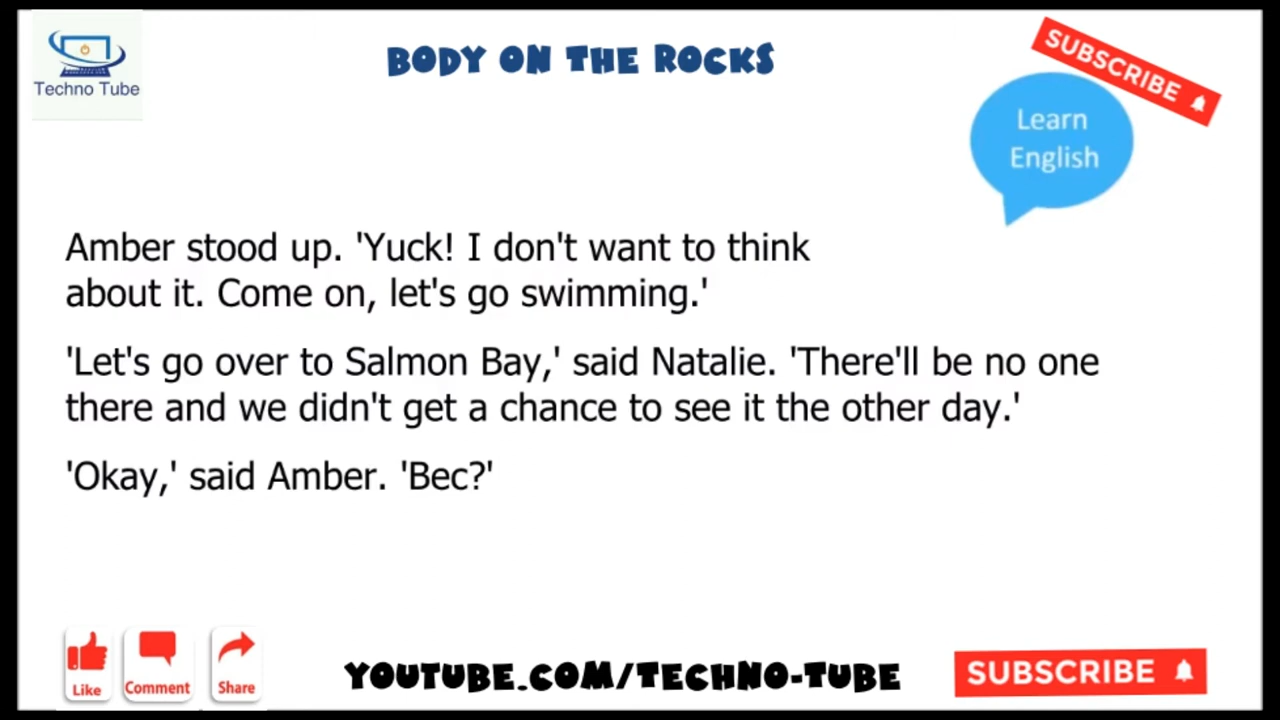 Techno Tube
BODY ON THE ROCKS
SUBSCRIBE
Learn
English
Amber stood up. 'Yuck! I don't want to think
about it. Come on, let's go swimming.'
'Let's go over to Salmon Bay,' said Natalie. 'There'll be no one
there and we didn't get a chance to see it the other day.'
'Okay,' said Amber. 'Bec?'
Like
Comment
Share
YOUTUBE.COM/TECHNO-TUBE
SUBSCRIBE